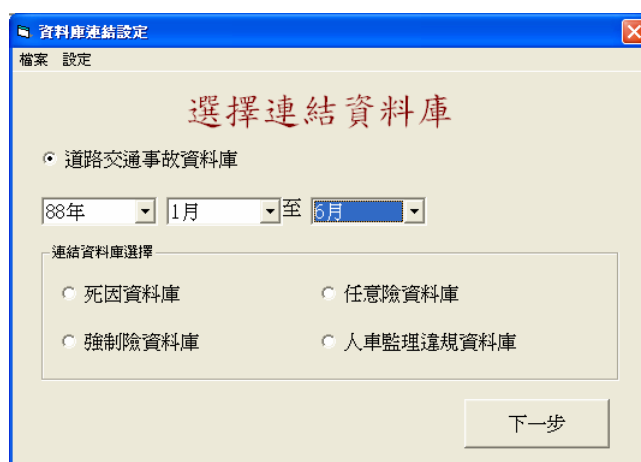 資料庫連結設定
檔案 設定
選擇連結資料庫
道路交通事故資料庫
88年 1月 至 6月
連結資料庫選擇
死因資料庫 任意險資料庫
強制險資料庫 人車監理違規資料庫
下一步